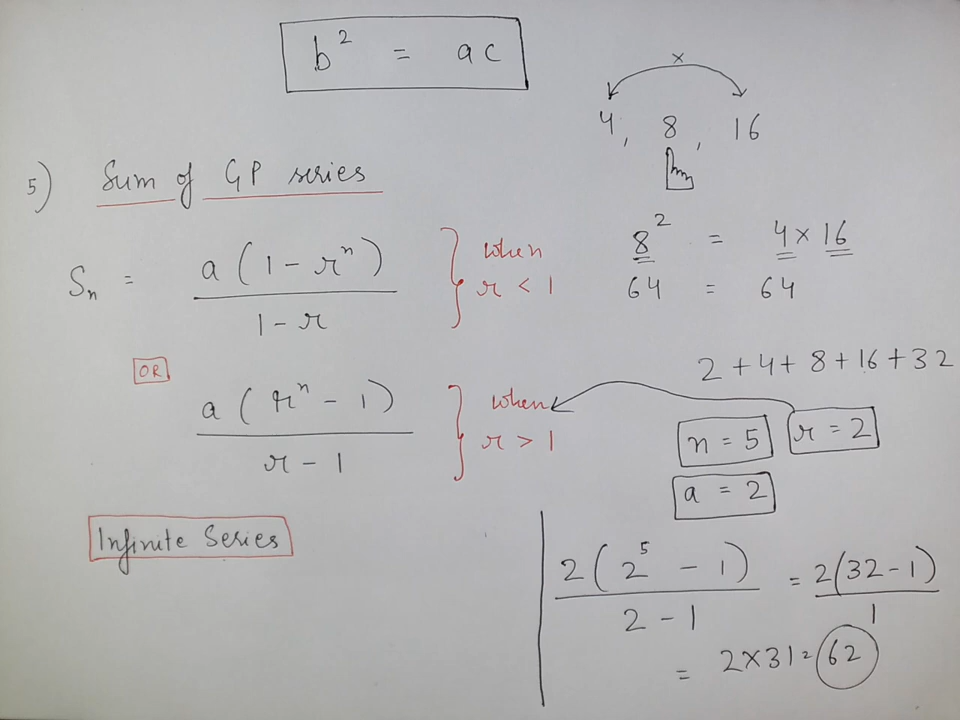 b² = ac
×
4, 8, 16
5) Sum of GP series
8² = 4 × 16
64 = 64
Sₙ = a(1 - rⁿ) / 1 - r } when r < 1
OR
a(rⁿ - 1) / r - 1 } when r > 1
2 + 4 + 8 + 16 + 32
n = 5 r = 2
a = 2
Infinite Series
2(2⁵ - 1) / 2 - 1 = 2(32 - 1) / 1
= 2×31 = 62